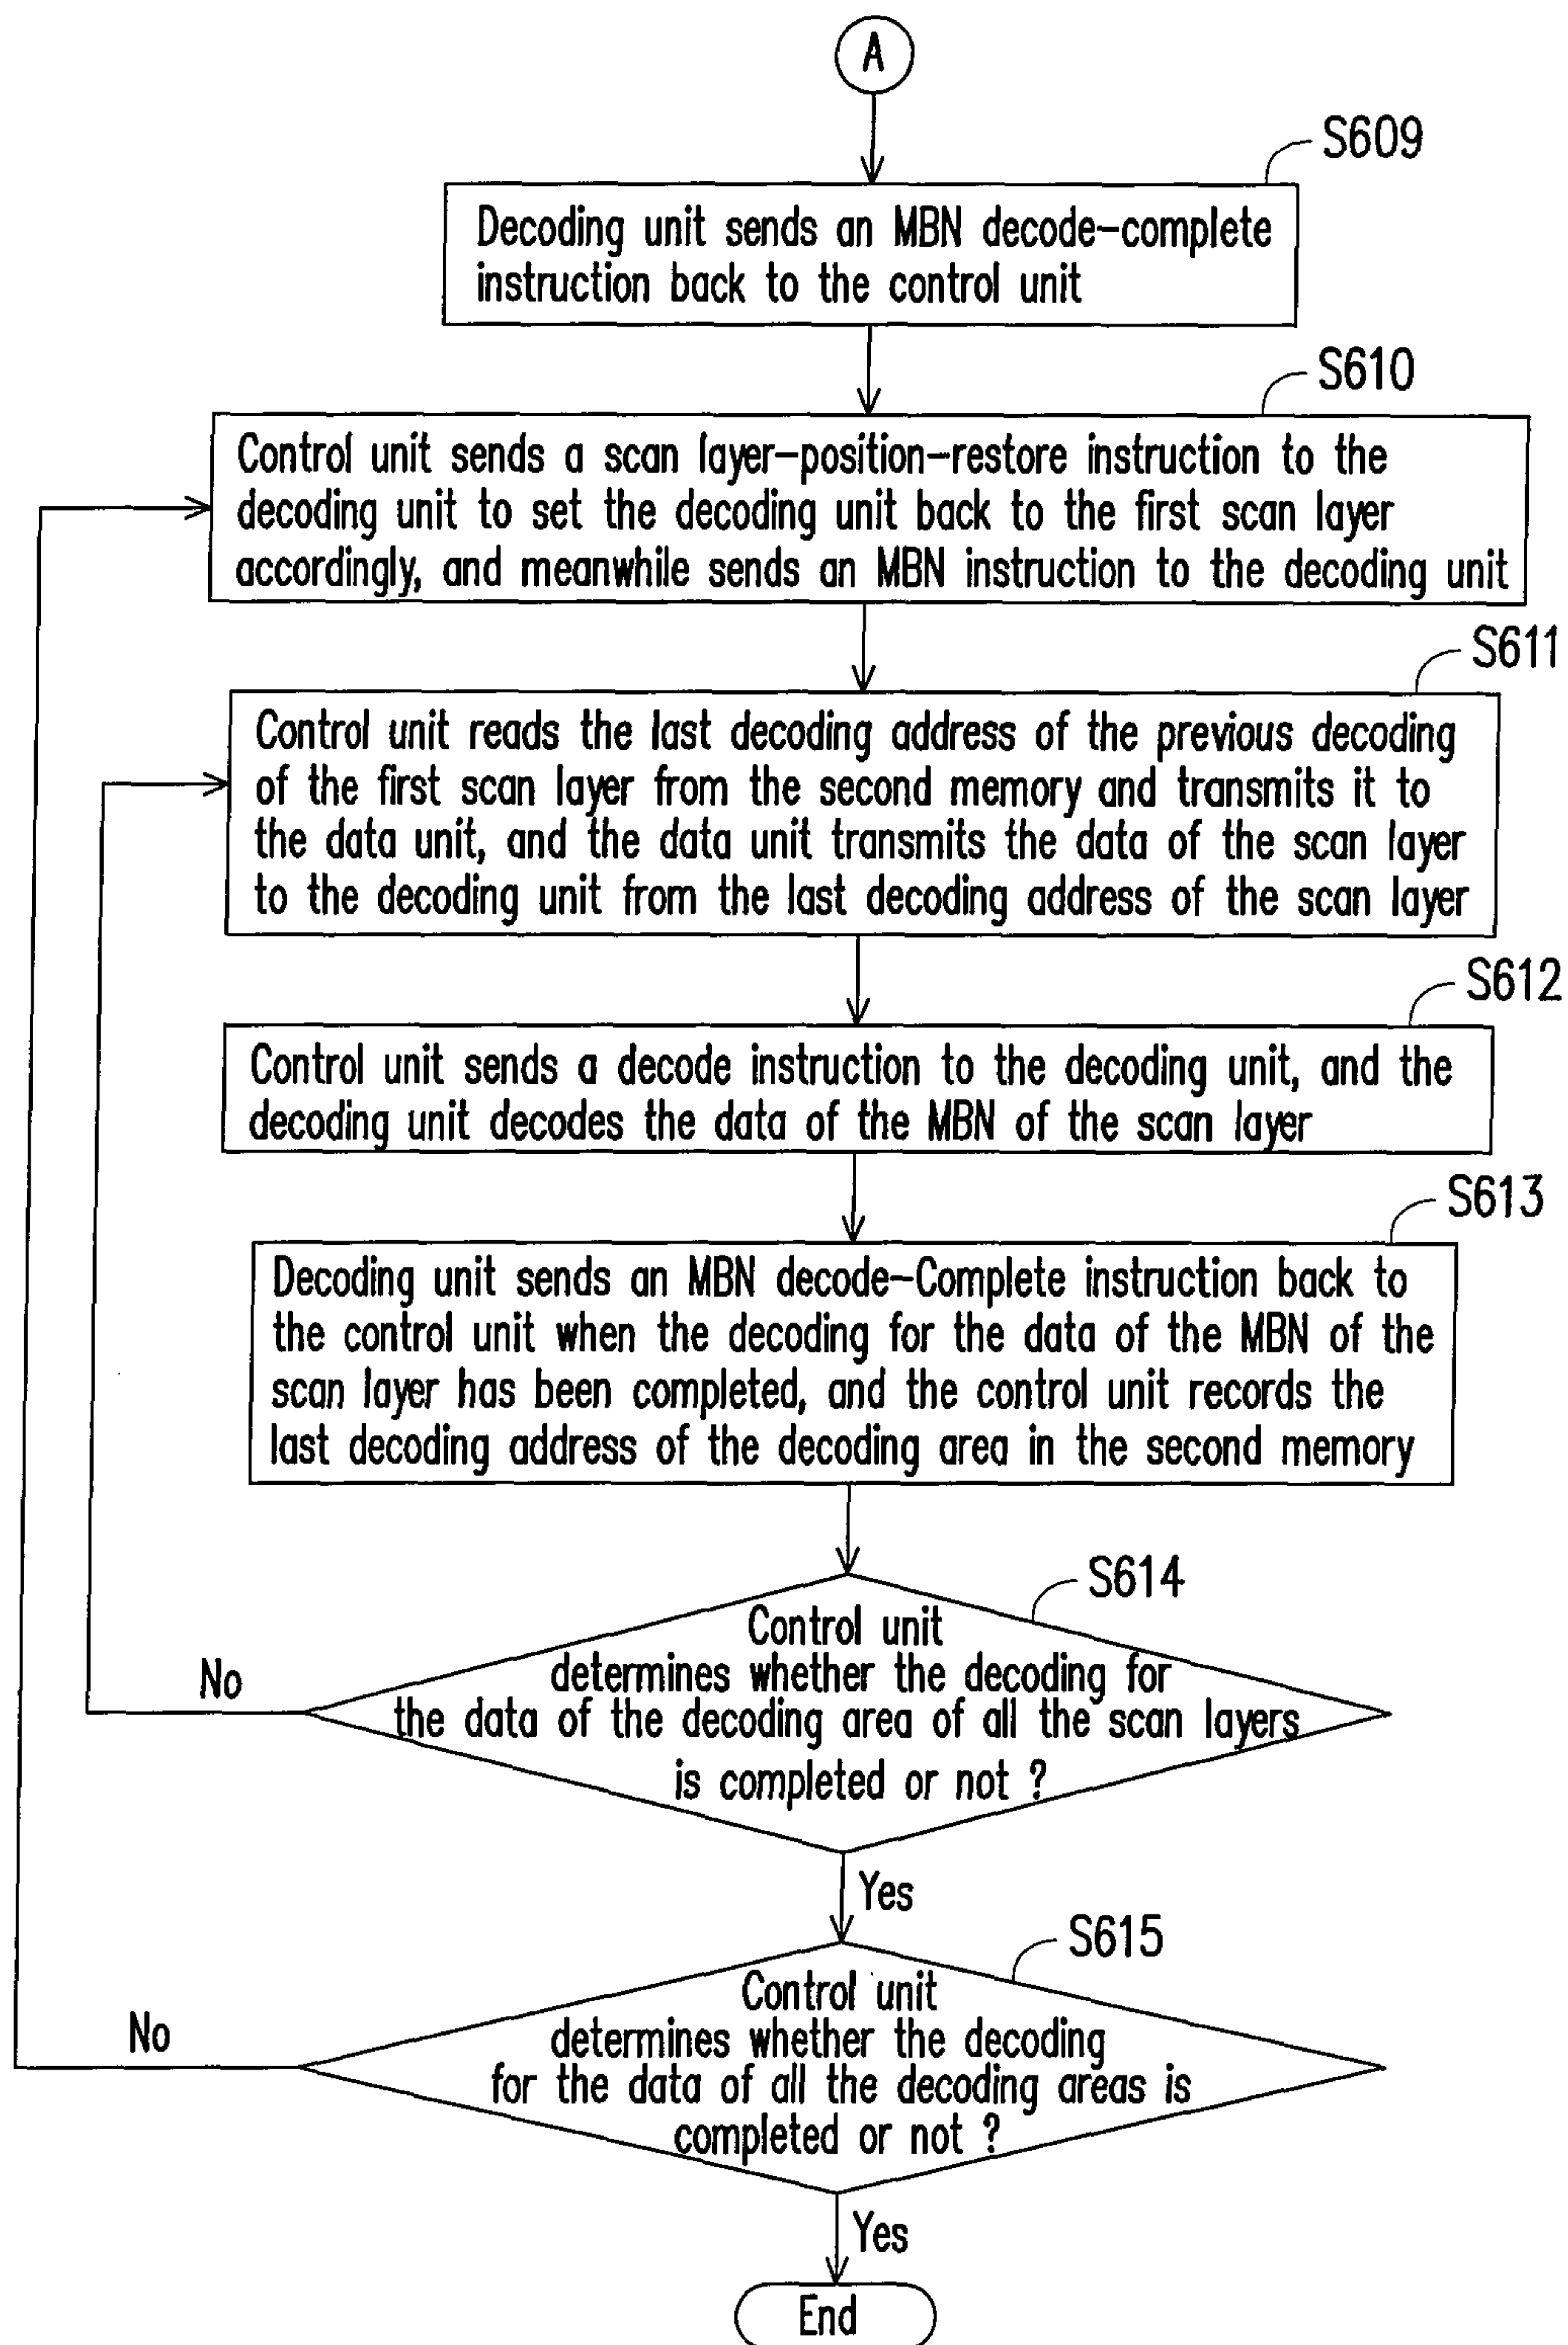 A
S609
Decoding unit sends an MBN decode-complete
instruction back to the control unit
S610
Control unit sends a scan layer-position-restore instruction to the
decoding unit to set the decoding unit back to the first scan layer
accordingly, and meanwhile sends an MBN instruction to the decoding unit
S611
Control unit reads the last decoding address of the previous decoding
of the first scan layer from the second memory and transmits it to
the data unit, and the data unit transmits the data of the scan layer
to the decoding unit from the last decoding address of the scan layer
S612
Control unit sends a decode instruction to the decoding unit, and the
decoding unit decodes the data of the MBN of the scan layer
S613
Decoding unit sends an MBN decode-Complete instruction back to
the control unit when the decoding for the data of the MBN of the
scan layer has been completed, and the control unit records the
last decoding address of the decoding area in the second memory
S614
Control unit
determines whether the decoding for
the data of the decoding area of all the scan layers
is completed or not ?
No
Yes
S615
Control unit
determines whether the decoding
for the data of all the decoding areas is
completed or not ?
No
Yes
End